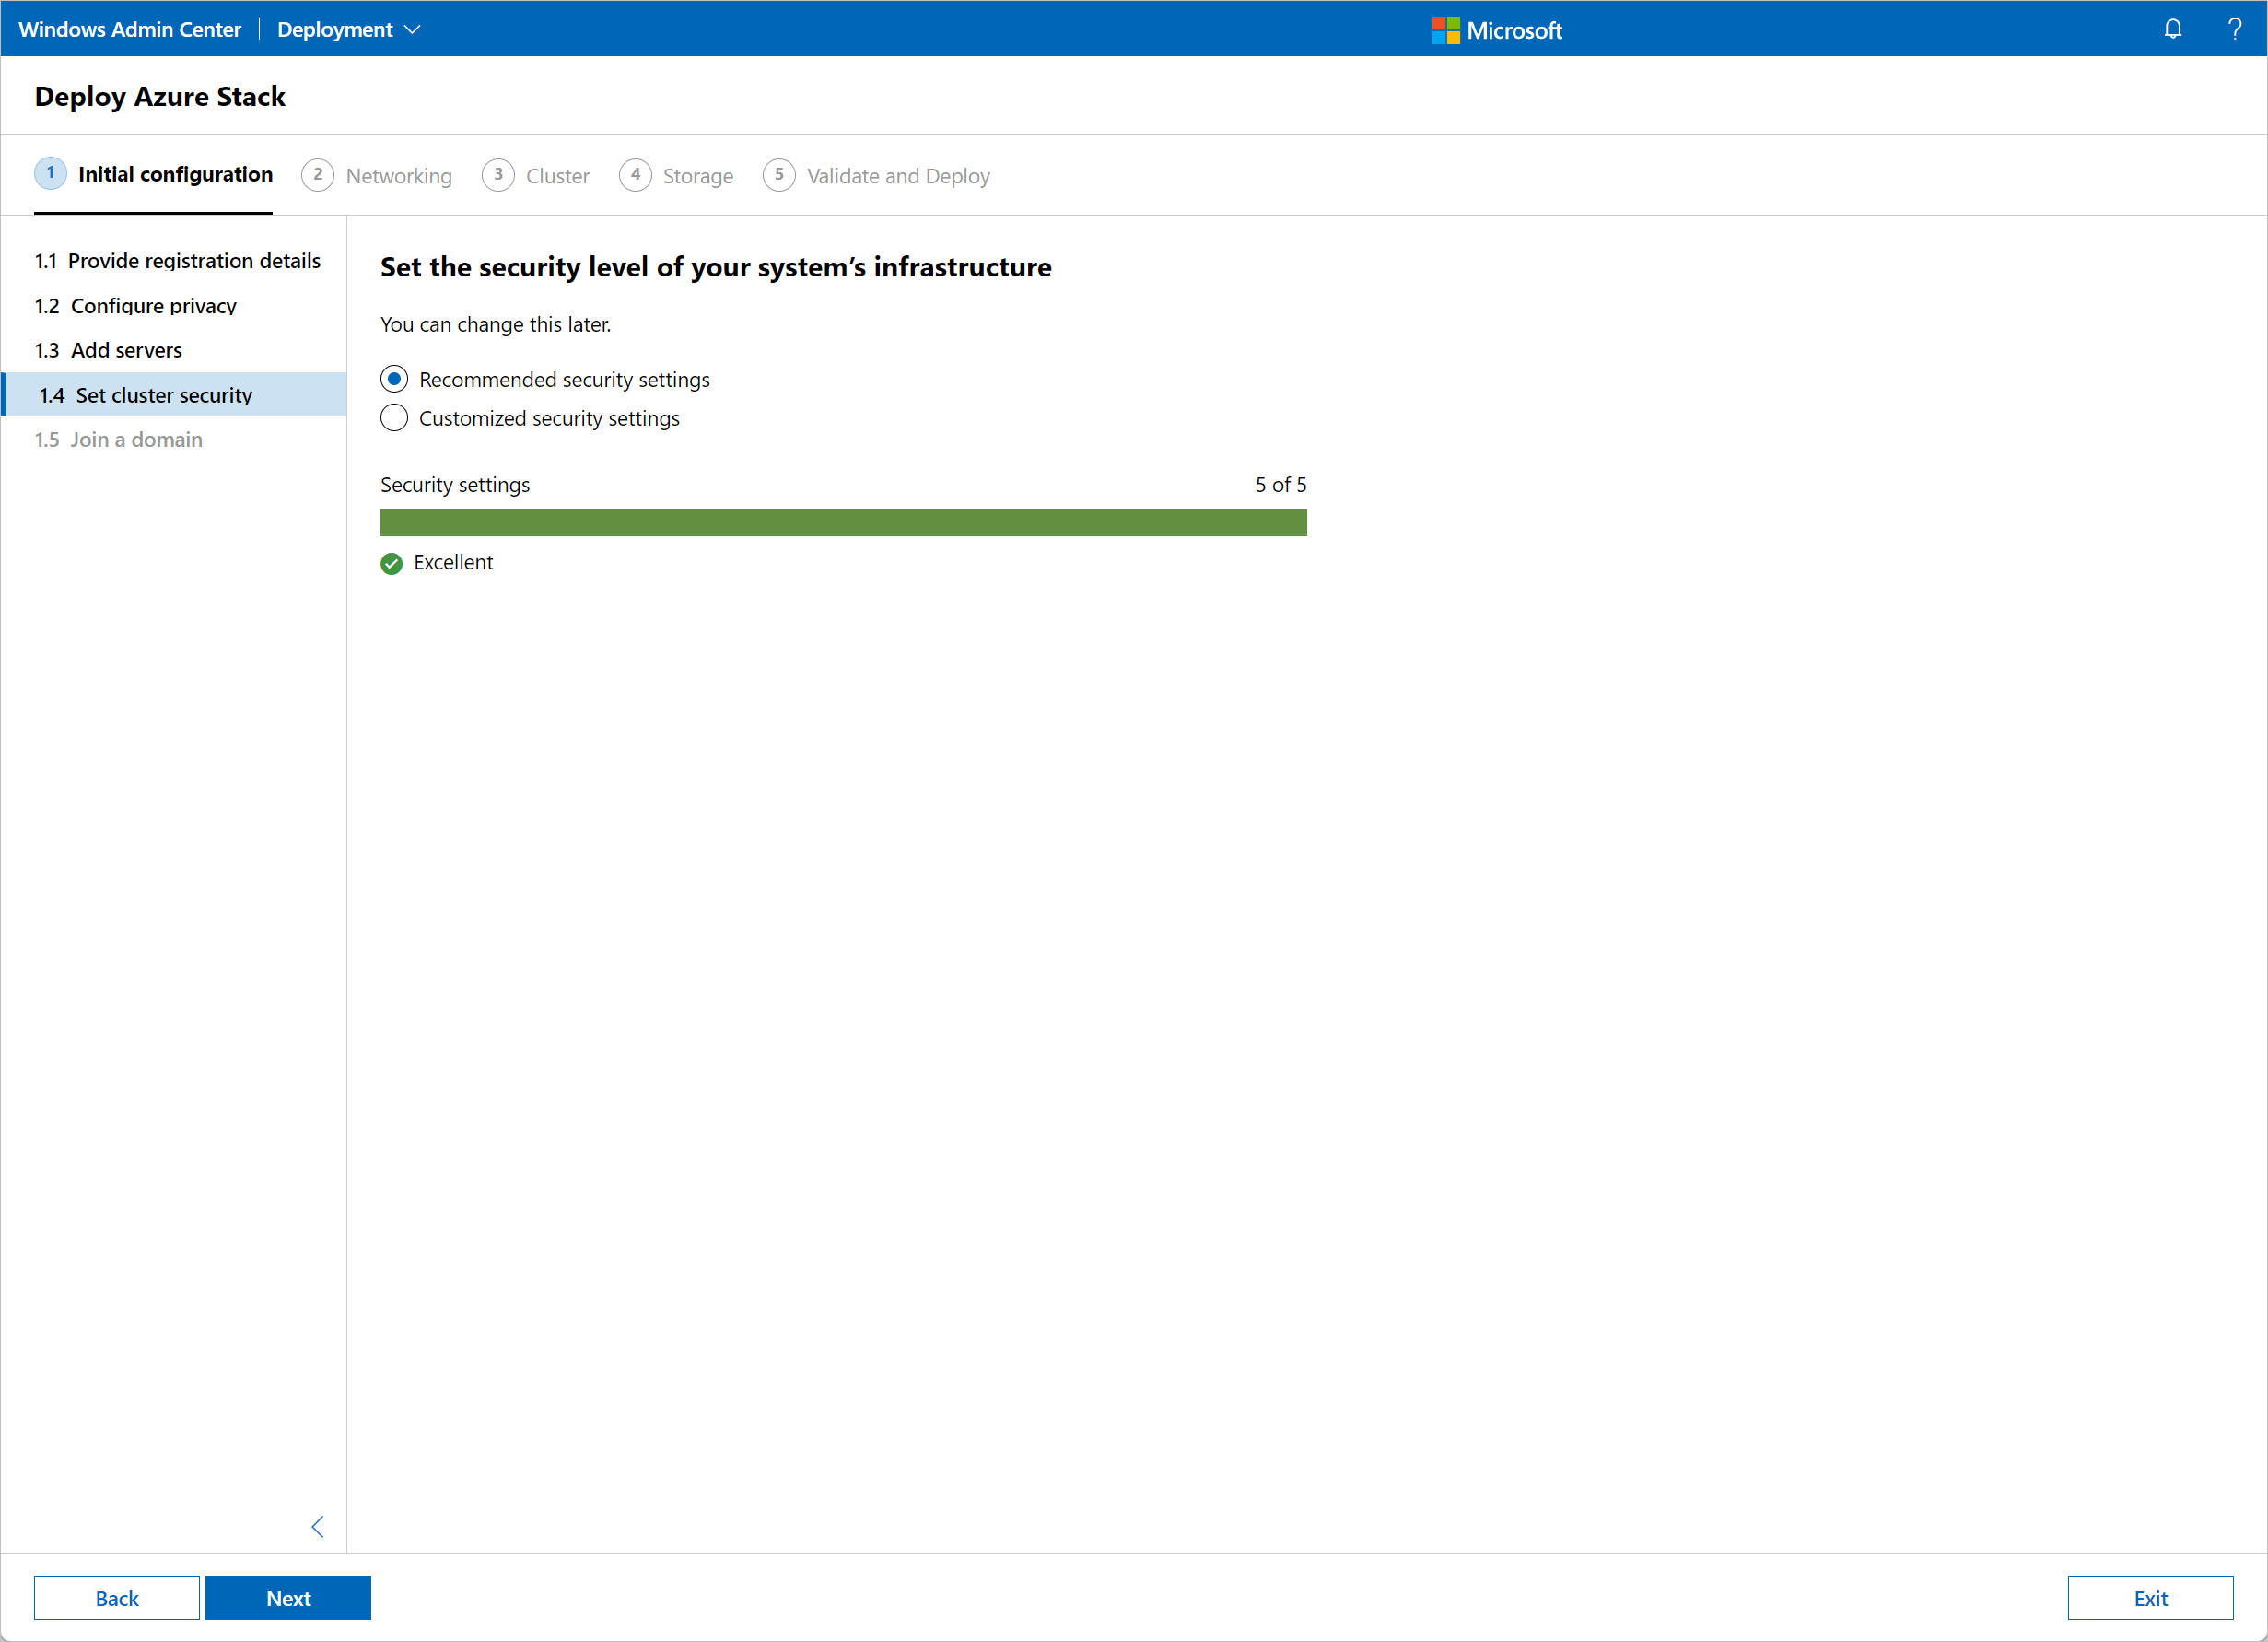 Windows Admin Center Deployment
Microsoft
?
Deploy Azure Stack
1 Initial configuration 2 Networking 3 Cluster 4 Storage 5 Validate and Deploy
1.1 Provide registration details
1.2 Configure privacy
1.3 Add servers
1.4 Set cluster security
1.5 Join a domain
Set the security level of your system’s infrastructure
You can change this later.
Recommended security settings
Customized security settings
Security settings 5 of 5
Excellent
Back Next Exit